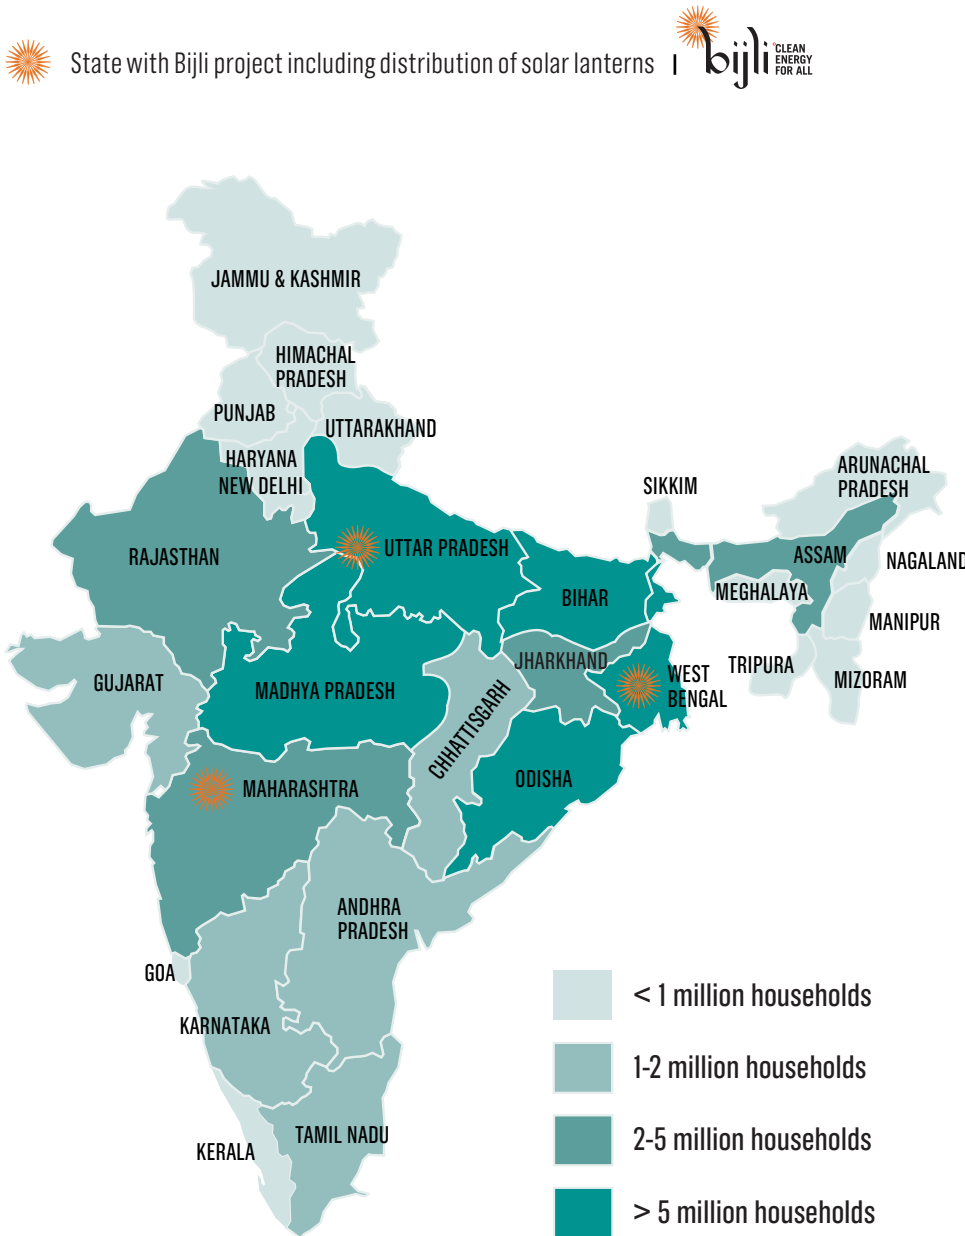 State with Bijli project including distribution of solar lanterns
bijli
CLEAN
ENERGY
FOR ALL
JAMMU & KASHMIR
HIMACHAL
PRADESH
PUNJAB
UTTARAKHAND
HARYANA
NEW DELHI
ARUNACHAL
PRADESH
SIKKIM
RAJASTHAN
UTTAR PRADESH
ASSAM
NAGALAND
BIHAR
MEGHALAYA
MANIPUR
GUJARAT
MADHYA PRADESH
JHARKHAND
WEST
BENGAL
TRIPURA
MIZORAM
CHHATTISGARH
MAHARASHTRA
ODISHA
ANDHRA
PRADESH
GOA
KARNATAKA
KERALA
TAMIL NADU
< 1 million households
1-2 million households
2-5 million households
> 5 million households